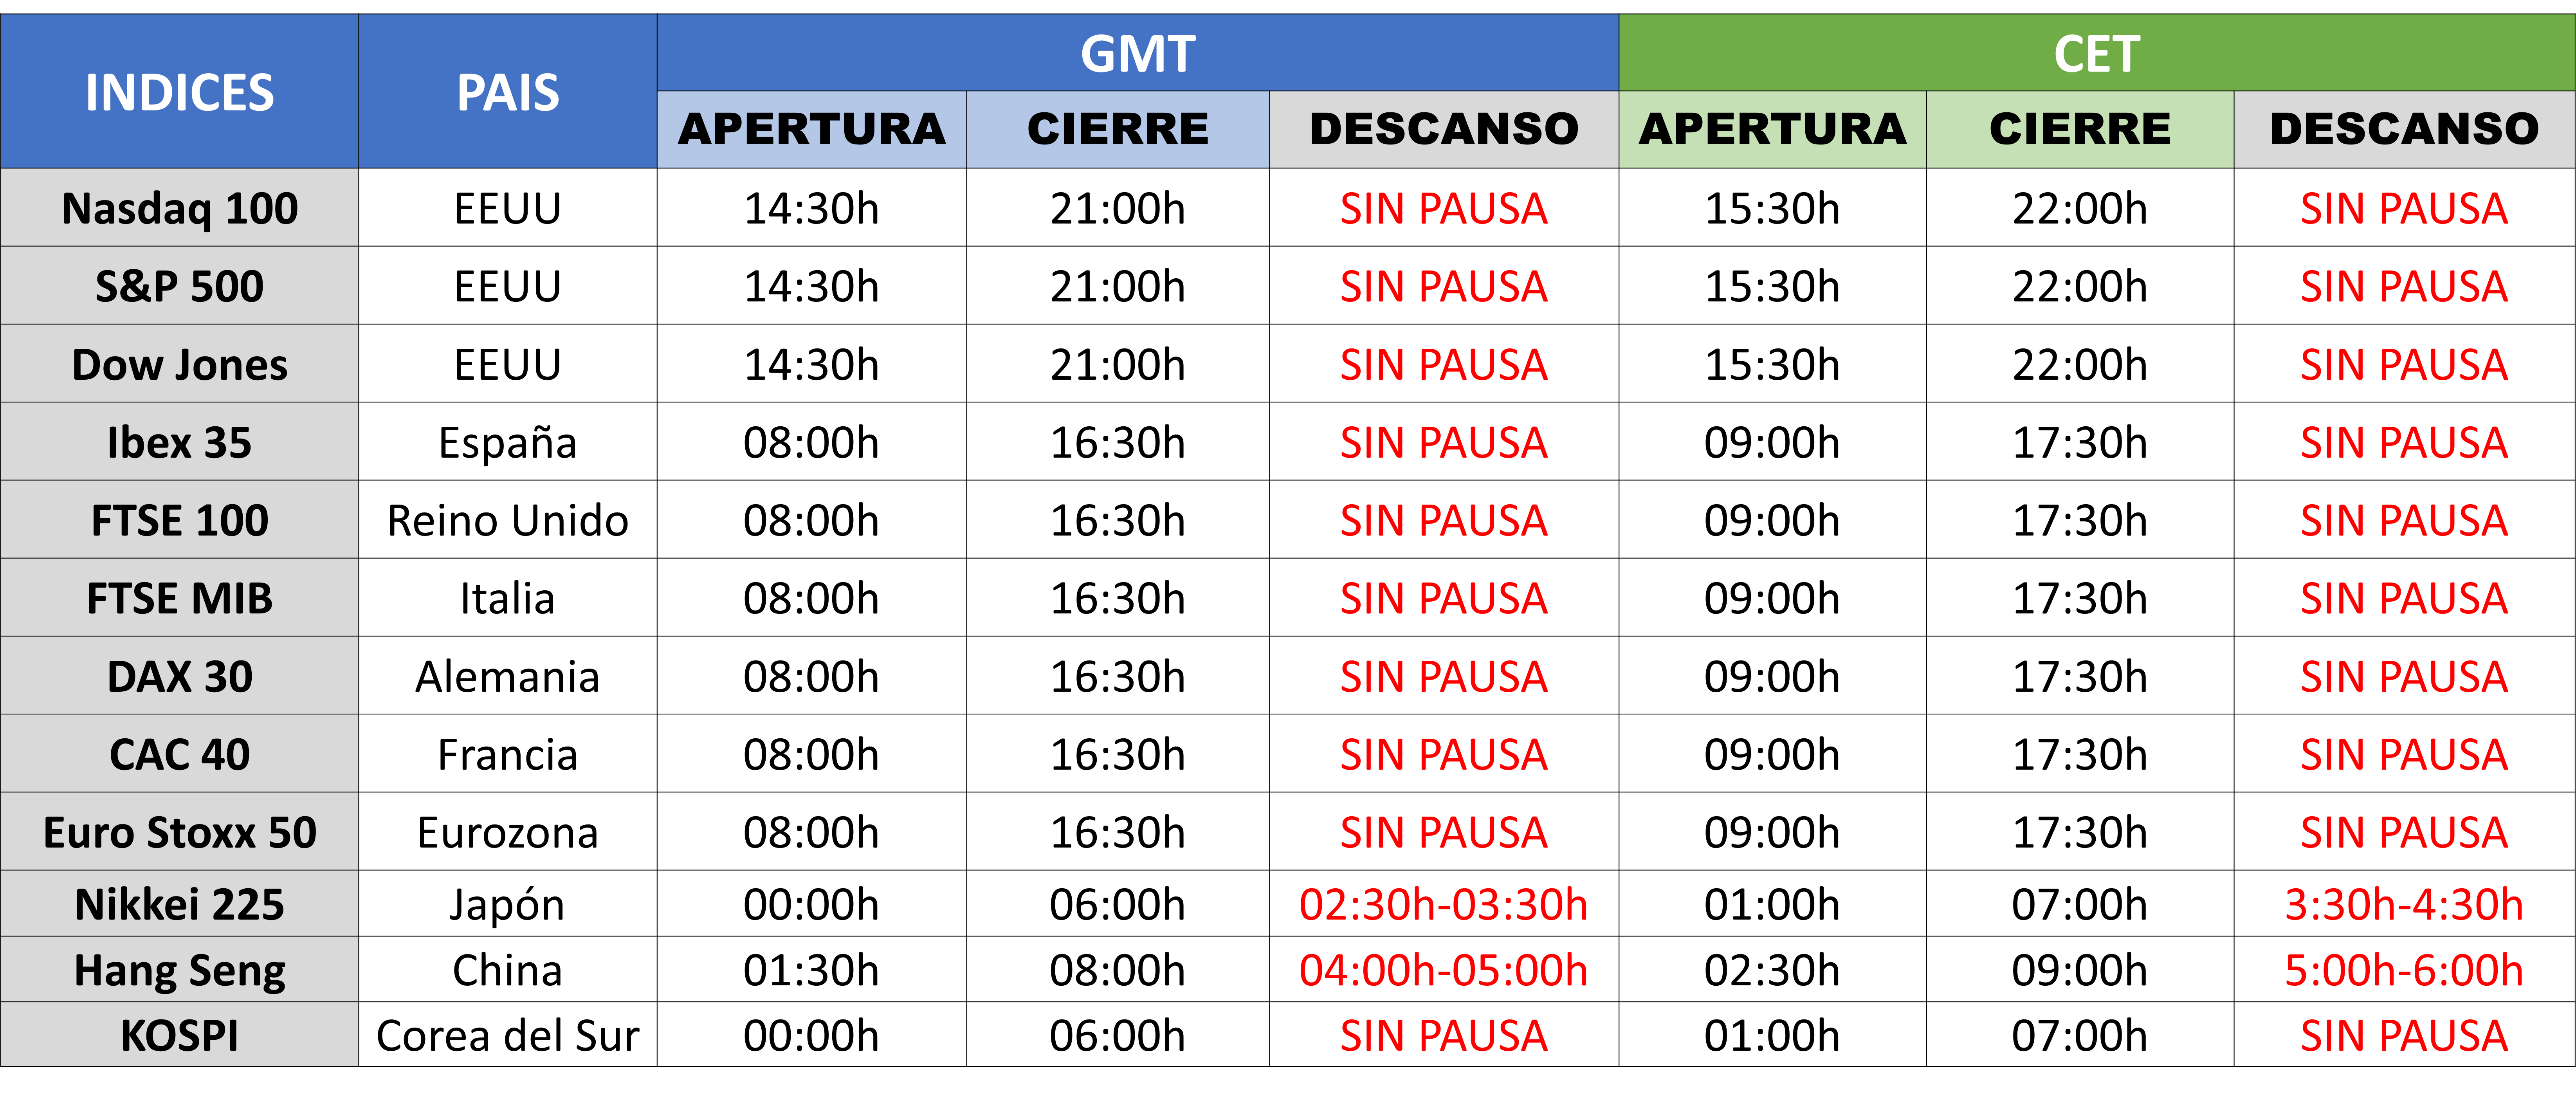 INDICES PAIS GMT CET
APERTURA CIERRE DESCANSO APERTURA CIERRE DESCANSO
Nasdaq 100 EEUU 14:30h 21:00h SIN PAUSA 15:30h 22:00h SIN PAUSA
S&P 500 EEUU 14:30h 21:00h SIN PAUSA 15:30h 22:00h SIN PAUSA
Dow Jones EEUU 14:30h 21:00h SIN PAUSA 15:30h 22:00h SIN PAUSA
Ibex 35 España 08:00h 16:30h SIN PAUSA 09:00h 17:30h SIN PAUSA
FTSE 100 Reino Unido 08:00h 16:30h SIN PAUSA 09:00h 17:30h SIN PAUSA
FTSE MIB Italia 08:00h 16:30h SIN PAUSA 09:00h 17:30h SIN PAUSA
DAX 30 Alemania 08:00h 16:30h SIN PAUSA 09:00h 17:30h SIN PAUSA
CAC 40 Francia 08:00h 16:30h SIN PAUSA 09:00h 17:30h SIN PAUSA
Euro Stoxx 50 Eurozona 08:00h 16:30h SIN PAUSA 09:00h 17:30h SIN PAUSA
Nikkei 225 Japón 00:00h 06:00h 02:30h-03:30h 01:00h 07:00h 3:30h-4:30h
Hang Seng China 01:30h 08:00h 04:00h-05:00h 02:30h 09:00h 5:00h-6:00h
KOSPI Corea del Sur 00:00h 06:00h SIN PAUSA 01:00h 07:00h SIN PAUSA